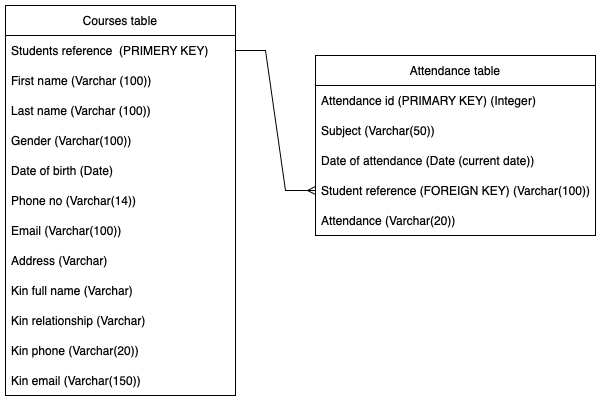 Courses table
Students reference  (PRIMERY KEY)
First name (Varchar (100))
Last name (Varchar (100))
Gender (Varchar(100))
Date of birth (Date)
Phone no (Varchar(14))
Email (Varchar(100))
Address (Varchar)
Kin full name (Varchar)
Kin relationship (Varchar)
Kin phone (Varchar(20))
Kin email (Varchar(150))
Attendance table
Attendance id (PRIMARY KEY) (Integer)
Subject (Varchar(50))
Date of attendance (Date (current date))
Student reference (FOREIGN KEY) (Varchar(100))
Attendance (Varchar(20))